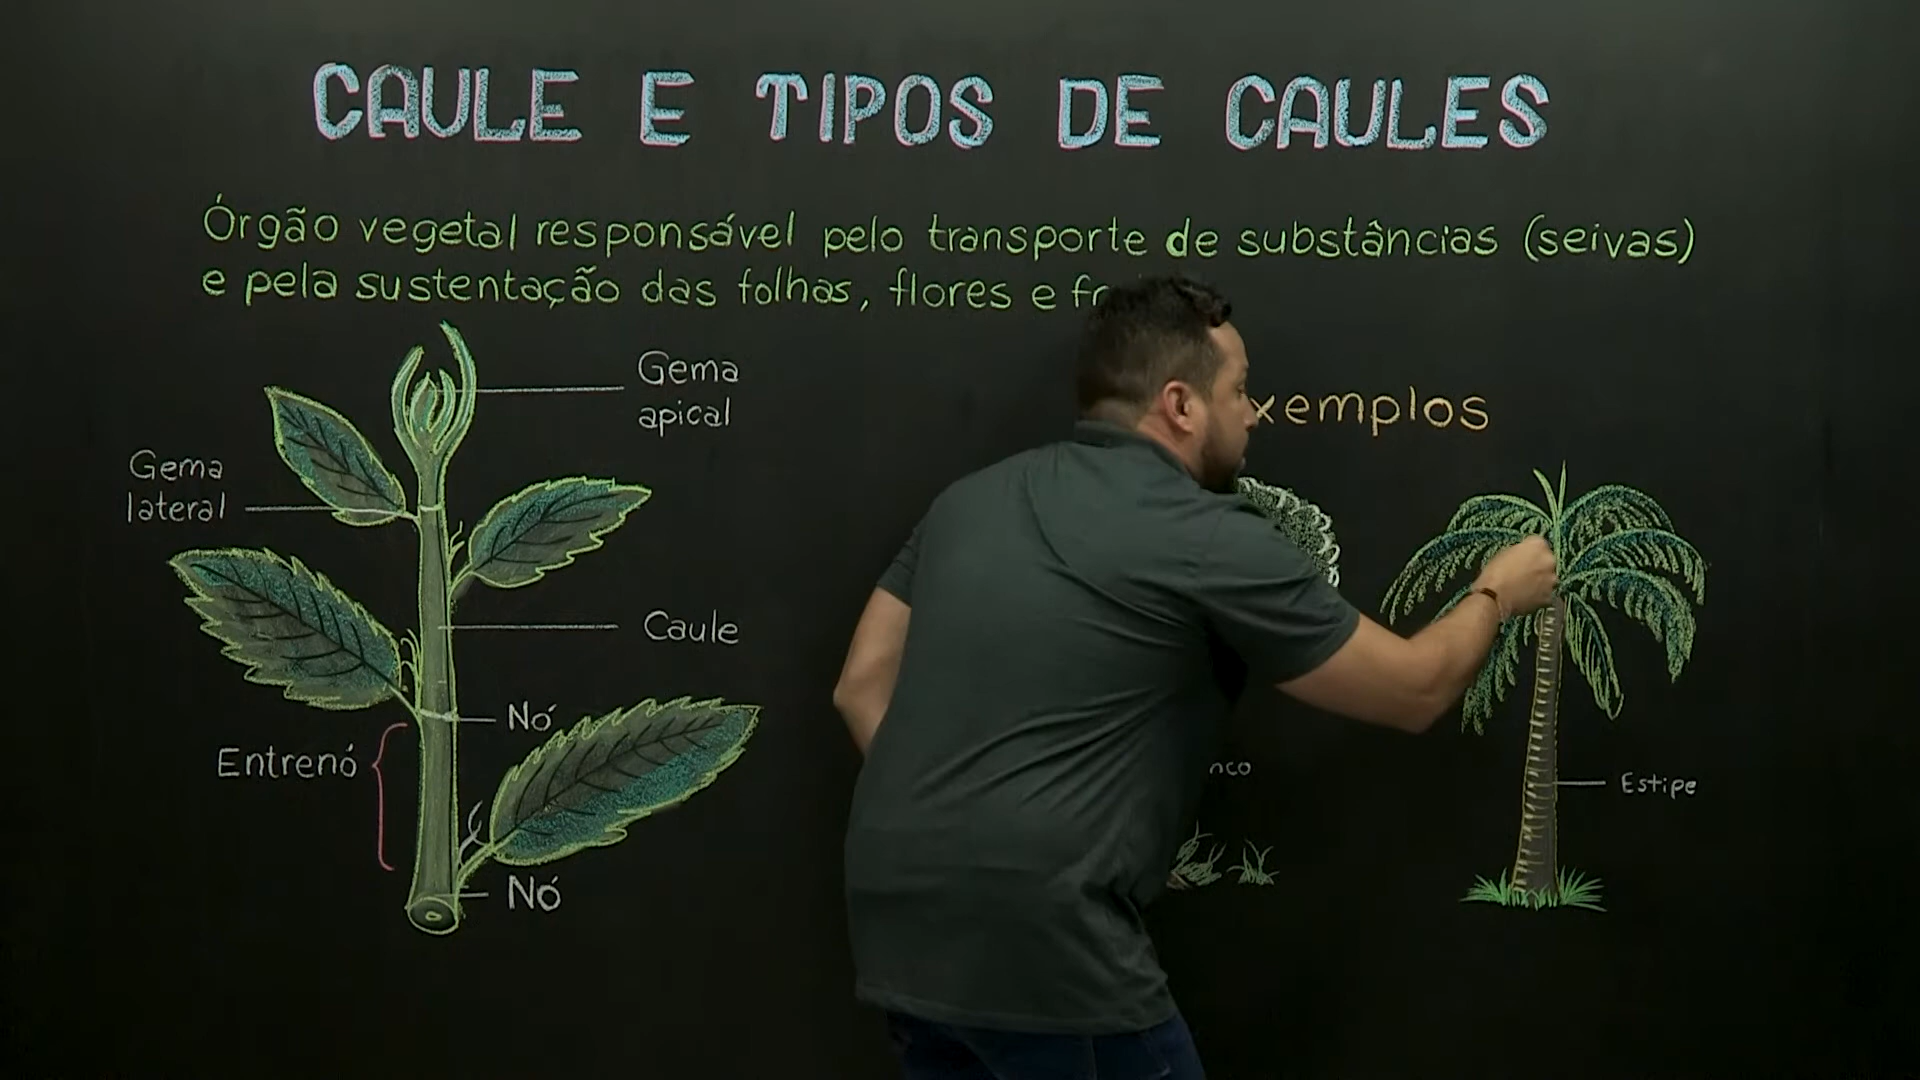 CAULE E TIPOS DE CAULES
Órgão vegetal responsável pelo transporte de substâncias (seivas)
e pela sustentação das folhas, flores e
Gema
apical
Gema
lateral
Caule
Nó
Entrenó
Nó
Estipe